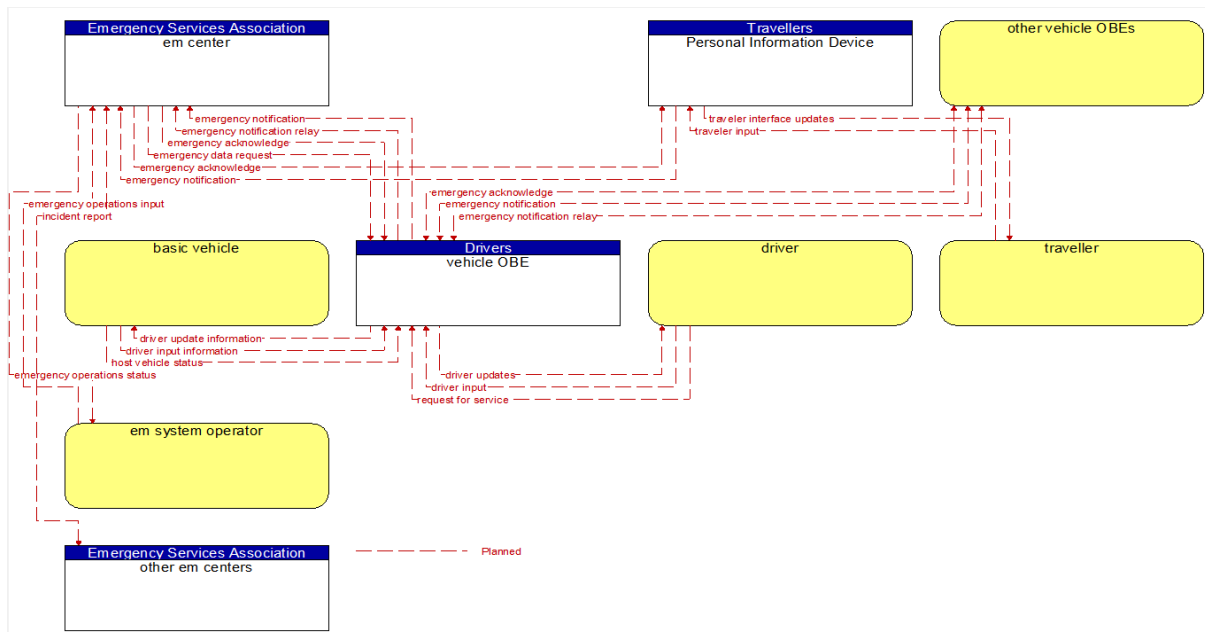 Emergency Services Association
em center
Travellers
Personal Information Device
other vehicle OBEs
emergency notification
emergency notification relay
emergency acknowledge
emergency data request
emergency acknowledge
emergency notification
traveler interface updates
traveler input
emergency acknowledge
emergency notification
emergency notification relay
emergency operations input
incident report
basic vehicle
Drivers
vehicle OBE
driver
traveller
driver update information
driver input information
host vehicle status
emergency operations status
driver updates
driver input
request for service
em system operator
Emergency Services Association
other em centers
Planned